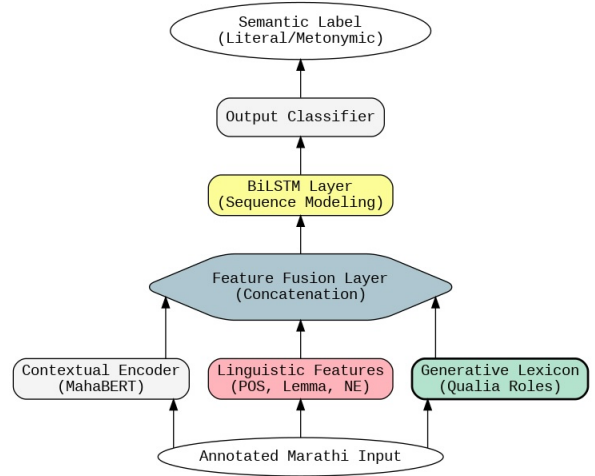 Semantic Label
(Literal/Metonymic)
Output Classifier
BiLSTM Layer
(Sequence Modeling)
Feature Fusion Layer
(Concatenation)
Contextual Encoder
(MahaBERT)
Linguistic Features
(POS, Lemma, NE)
Generative Lexicon
(Qualia Roles)
Annotated Marathi Input